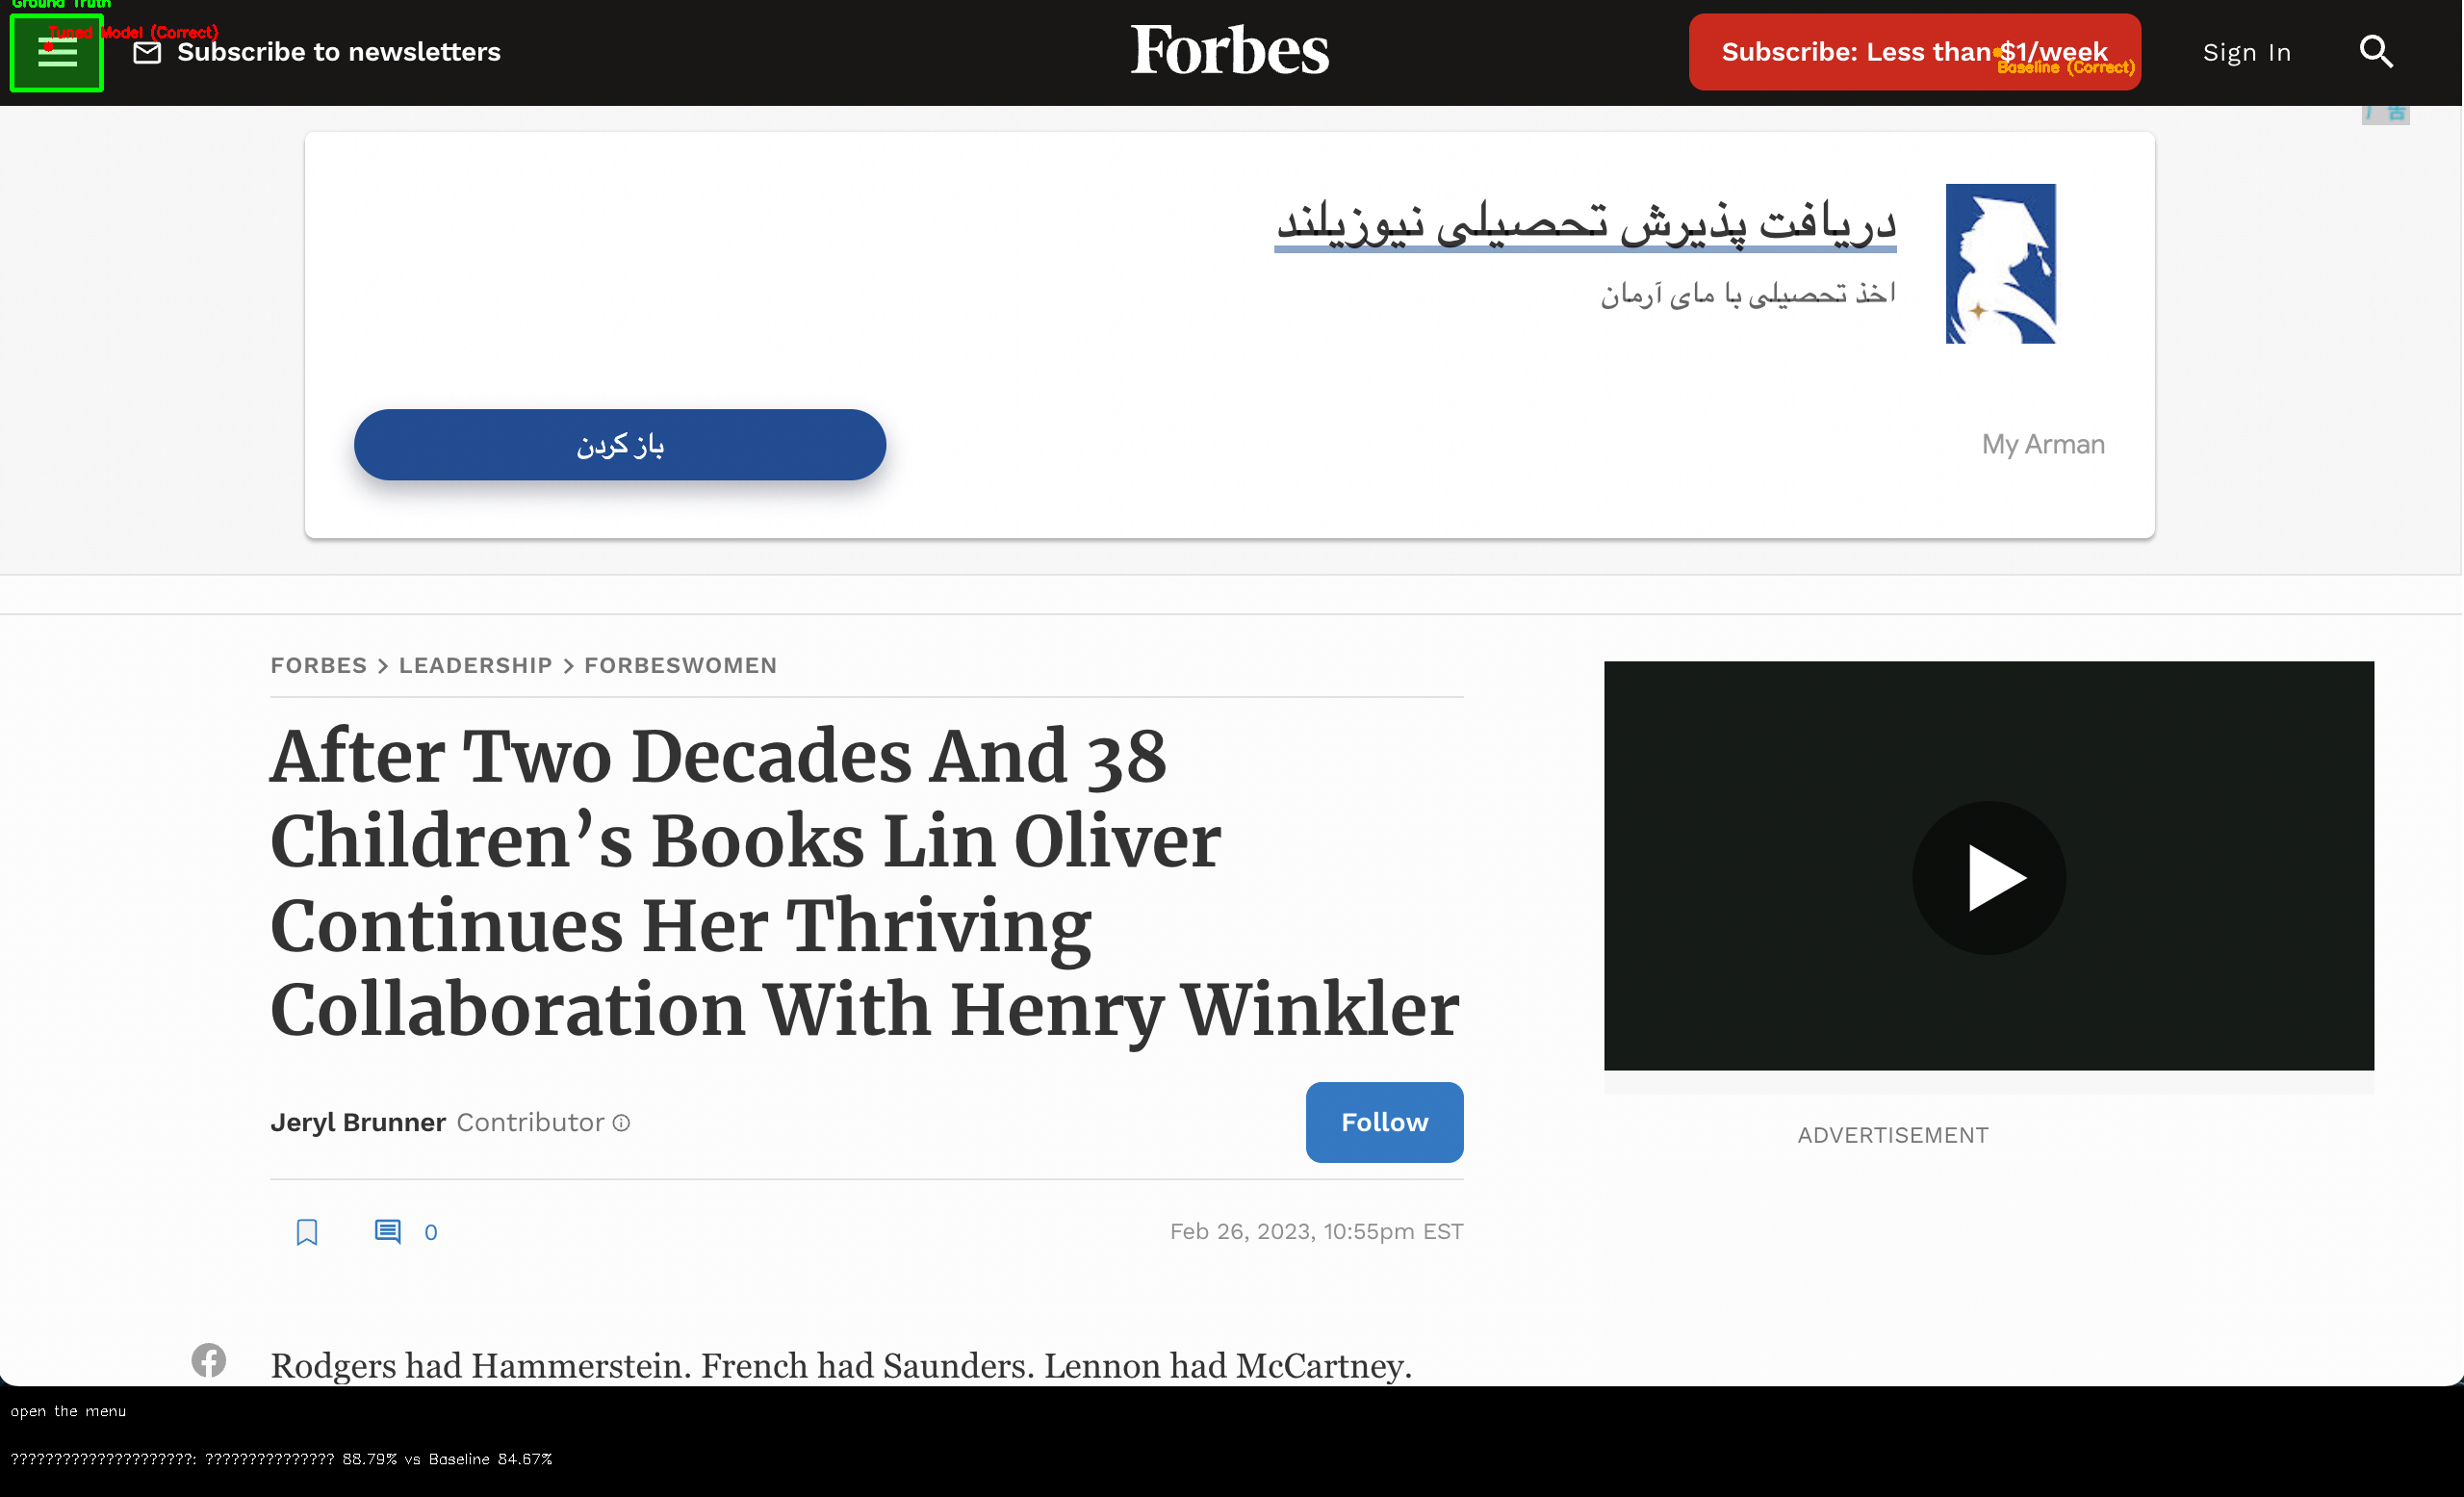 Ground Truth
Tuned Model (Correct)
Subscribe to newsletters
Forbes
Subscribe: Less than $1/week
Baseline (Correct)
Sign In
دریافت پذیرش تحصیلی نیوزیلند
اخذ تحصیلی با مای آرمان
باز کردن
My Arman
FORBES > LEADERSHIP > FORBESWOMEN
After Two Decades And 38
Children’s Books Lin Oliver
Continues Her Thriving
Collaboration With Henry Winkler
Jeryl Brunner Contributor
Follow
ADVERTISEMENT
0
Feb 26, 2023, 10:55pm EST
Rodgers had Hammerstein. French had Saunders. Lennon had McCartney.
open the menu
?????????????????????: ??????????????? 88.79% vs Baseline 84.67%